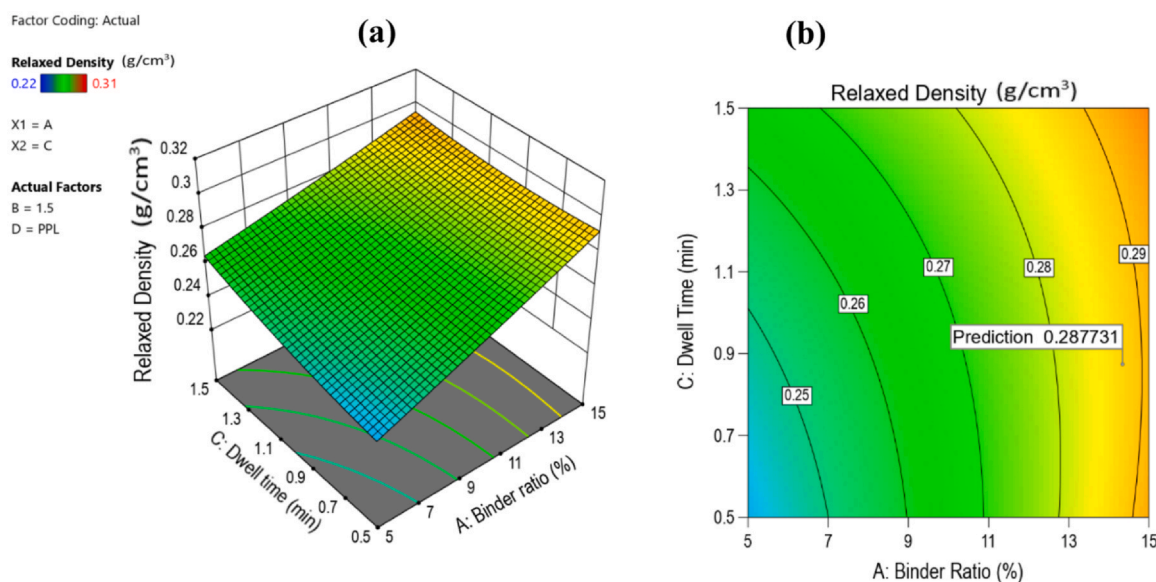 Factor Coding: Actual
Relaxed Density (g/cm³)
0.22 0.31
X1 = A
X2 = C
Actual Factors
B = 1.5
D = PPL
(a)
Relaxed Density (g/cm³)
0.32
0.3
0.28
0.26
0.24
0.22
1.5
1.3
1.1
0.9
0.7
0.5
C: Dwell time (min)
5
7
9
11
13
15
A: Binder ratio (%)
(b)
Relaxed Density (g/cm³)
C: Dwell Time (min)
1.5
1.3
1.1
0.9
0.7
0.5
0.29
0.27
0.28
0.26
Prediction 0.287731
0.25
5 7 9 11 13 15
A: Binder Ratio (%)